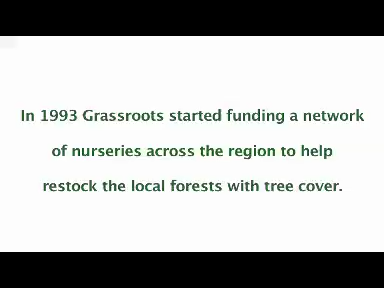 In 1993 Grassroots started funding a network
of nurseries across the region to help
restock the local forests with tree cover.